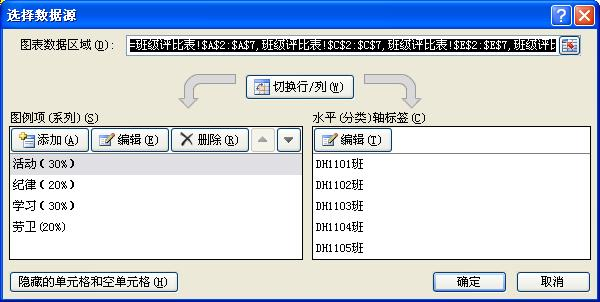 选择数据源
图表数据区域(D): =班级评比表!$A$2:$A$7,班级评比表!$C$2:$C$7,班级评比表!$E$2:$E$7,班级评比
切换行/列(W)
图例项(系列)(S)
水平(分类)轴标签(C)
添加(A) 编辑(E) 删除(R)
编辑(T)
活动(30%)
纪律(20%)
学习(30%)
劳卫(20%)
DH1101班
DH1102班
DH1103班
DH1104班
DH1105班
隐藏的单元格和空单元格(H)
确定 取消